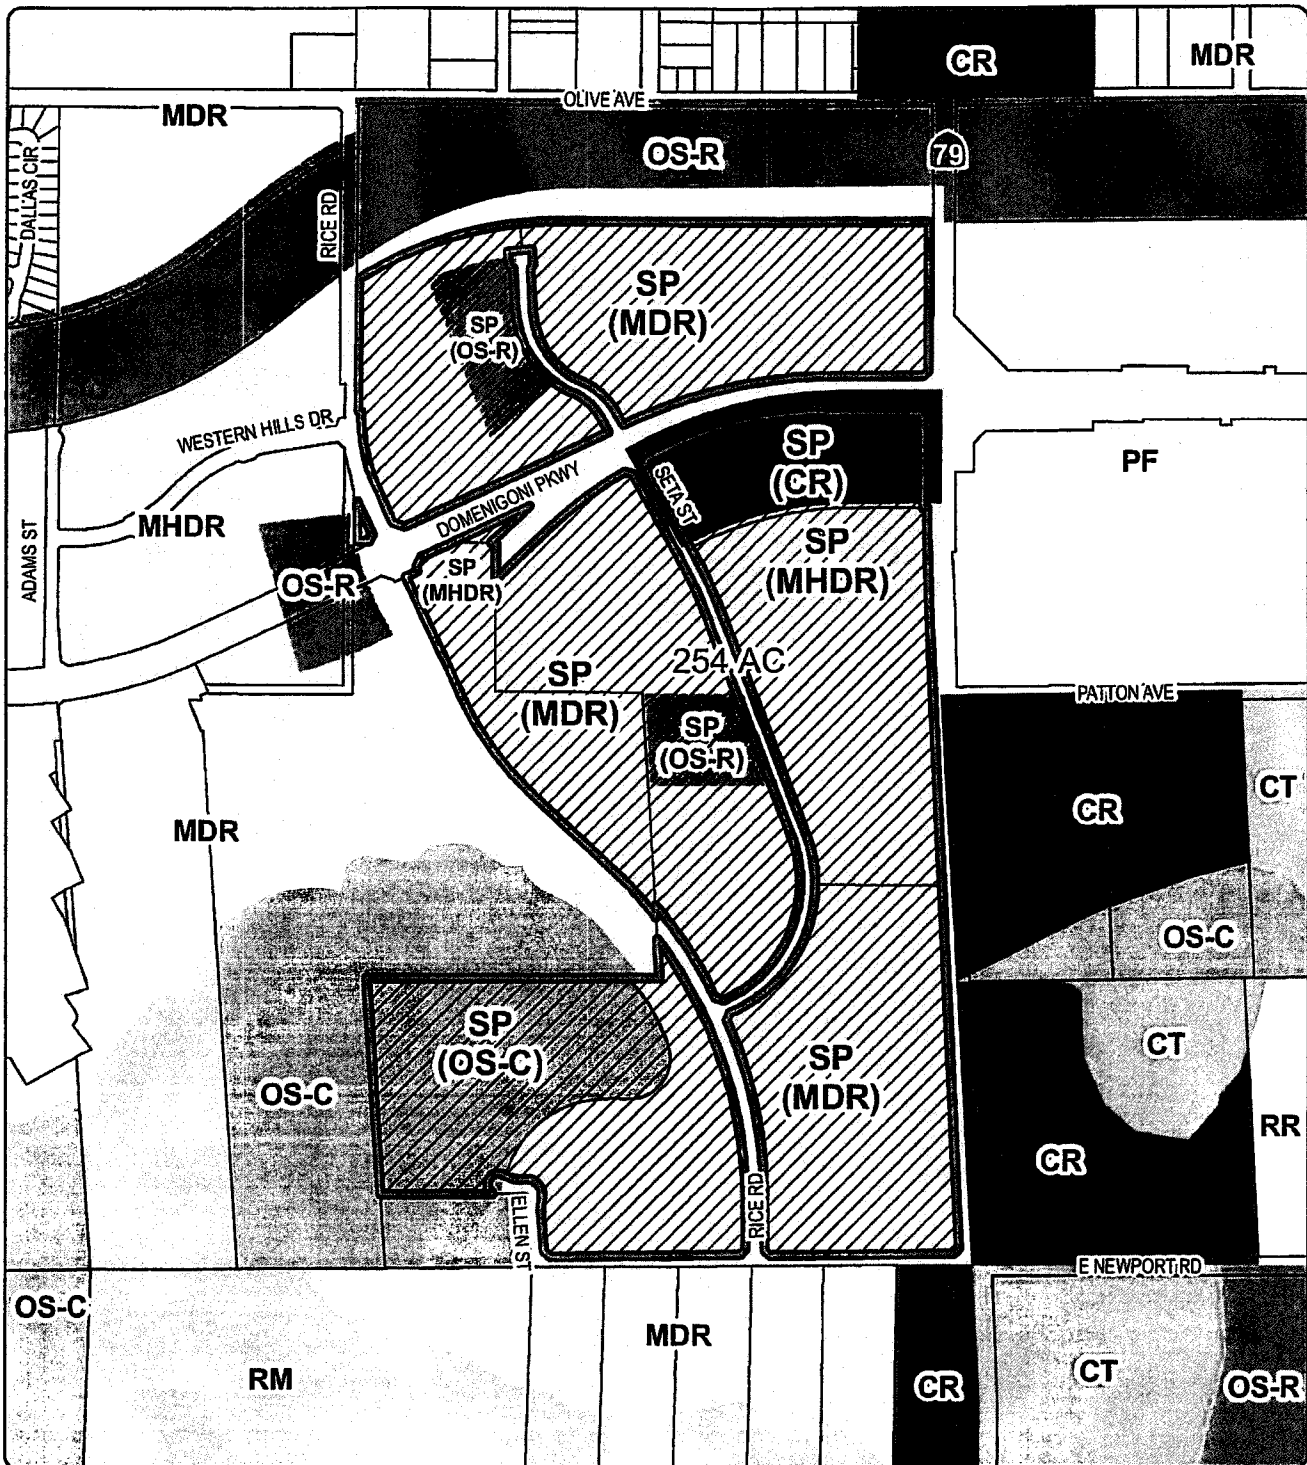 CR
MDR
OLIVE AVE
MDR
DALLAS CIR
RICE RD
OS-R
79
SP
(MDR)
SP
(OS-R)
WESTERN HILLS DR
DOMENIGONI PKWY
SETA ST
SP
(CR)
PF
ADAMS ST
MHDR
OS-R
SP
(MHDR)
SP
(MHDR)
254 AC
SP
(MDR)
PATTON AVE
SP
(OS-R)
CT
CR
MDR
OS-C
SP
(OS-C)
CT
SP
(MDR)
OS-C
RR
CR
ELLEN ST
RICE RD
E NEWPORT RD
OS-C
MDR
RM
CR
CT
OS-R